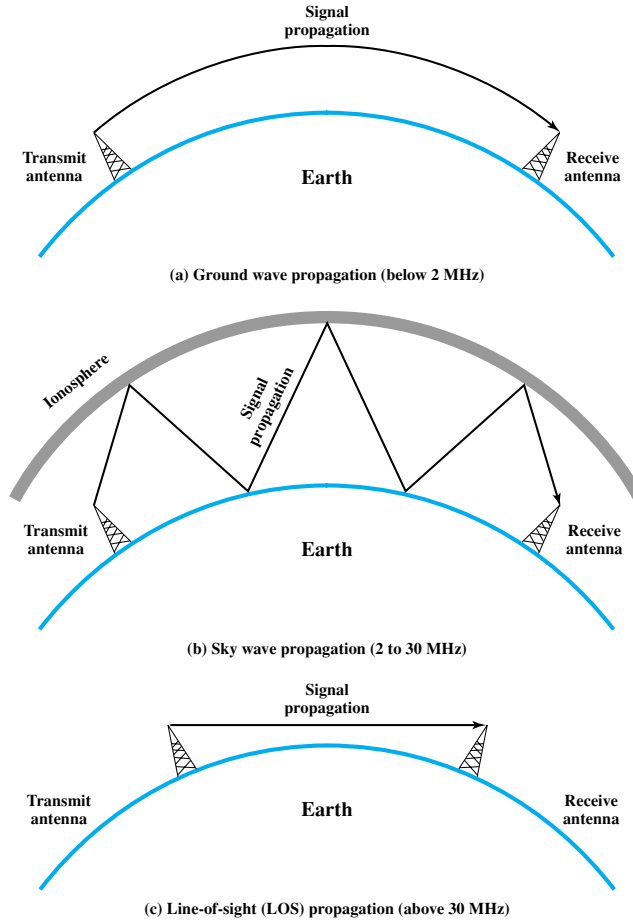 Signal
propagation
Transmit
antenna
Receive
antenna
Earth
(a) Ground wave propagation (below 2 MHz)
Ionosphere
Signal
propagation
Transmit
antenna
Receive
antenna
Earth
(b) Sky wave propagation (2 to 30 MHz)
Signal
propagation
Transmit
antenna
Earth
Receive
antenna
(c) Line-of-sight (LOS) propagation (above 30 MHz)